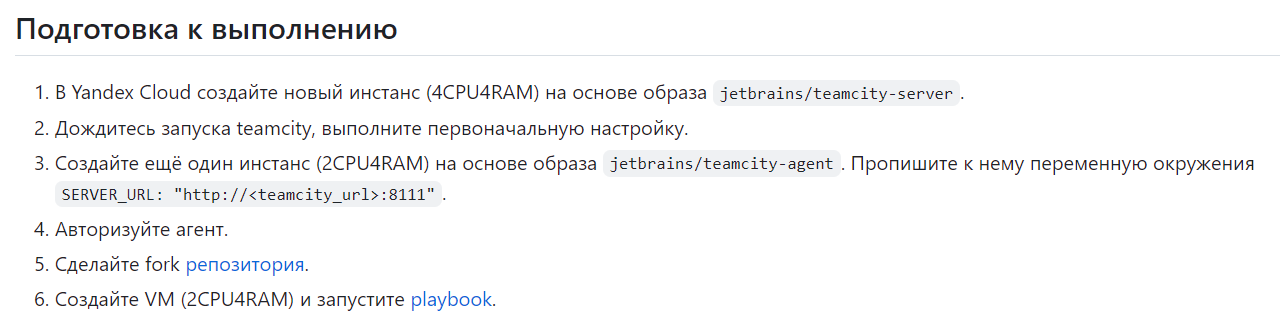 Подготовка к выполнению
1. В Yandex Cloud создайте новый инстанс (4CPU4RAM) на основе образа jetbrains/teamcity-server.
2. Дождитесь запуска teamcity, выполните первоначальную настройку.
3. Создайте ещё один инстанс (2CPU4RAM) на основе образа jetbrains/teamcity-agent. Пропишите к нему переменную окружения
SERVER_URL: "http://<teamcity_url>:8111".
4. Авторизуйте агент.
5. Сделайте fork репозитория.
6. Создайте VM (2CPU4RAM) и запустите playbook.